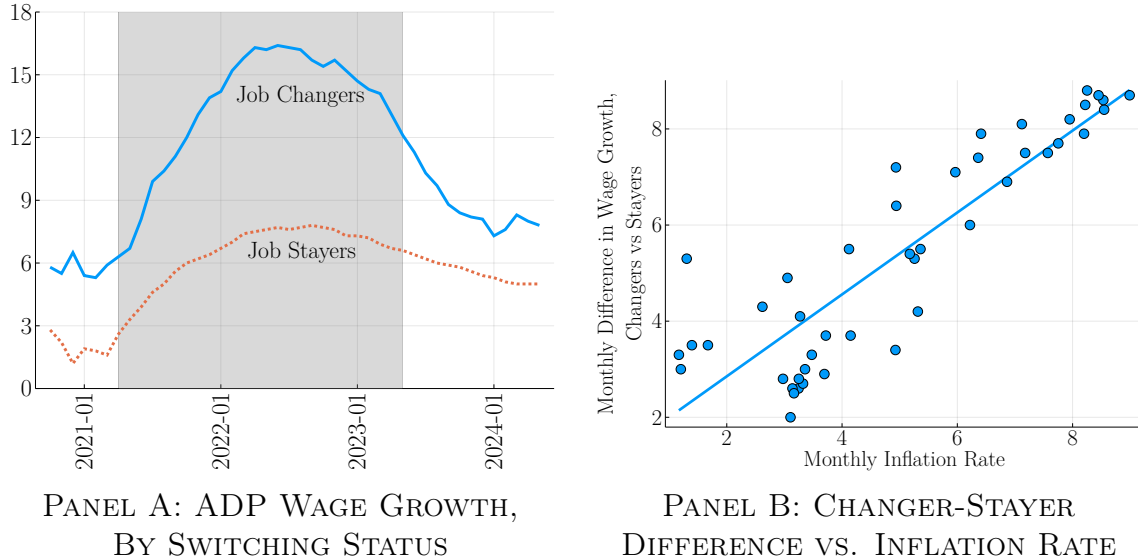 18
15
12
9
6
3
0
Job Changers
Job Stayers
2021-01
2022-01
2023-01
2024-01
PANEL A: ADP WAGE GROWTH,
BY SWITCHING STATUS
Monthly Difference in Wage Growth,
Changers vs Stayers
8
6
4
2
2
4
6
8
Monthly Inflation Rate
PANEL B: CHANGER-STAYER
DIFFERENCE VS. INFLATION RATE